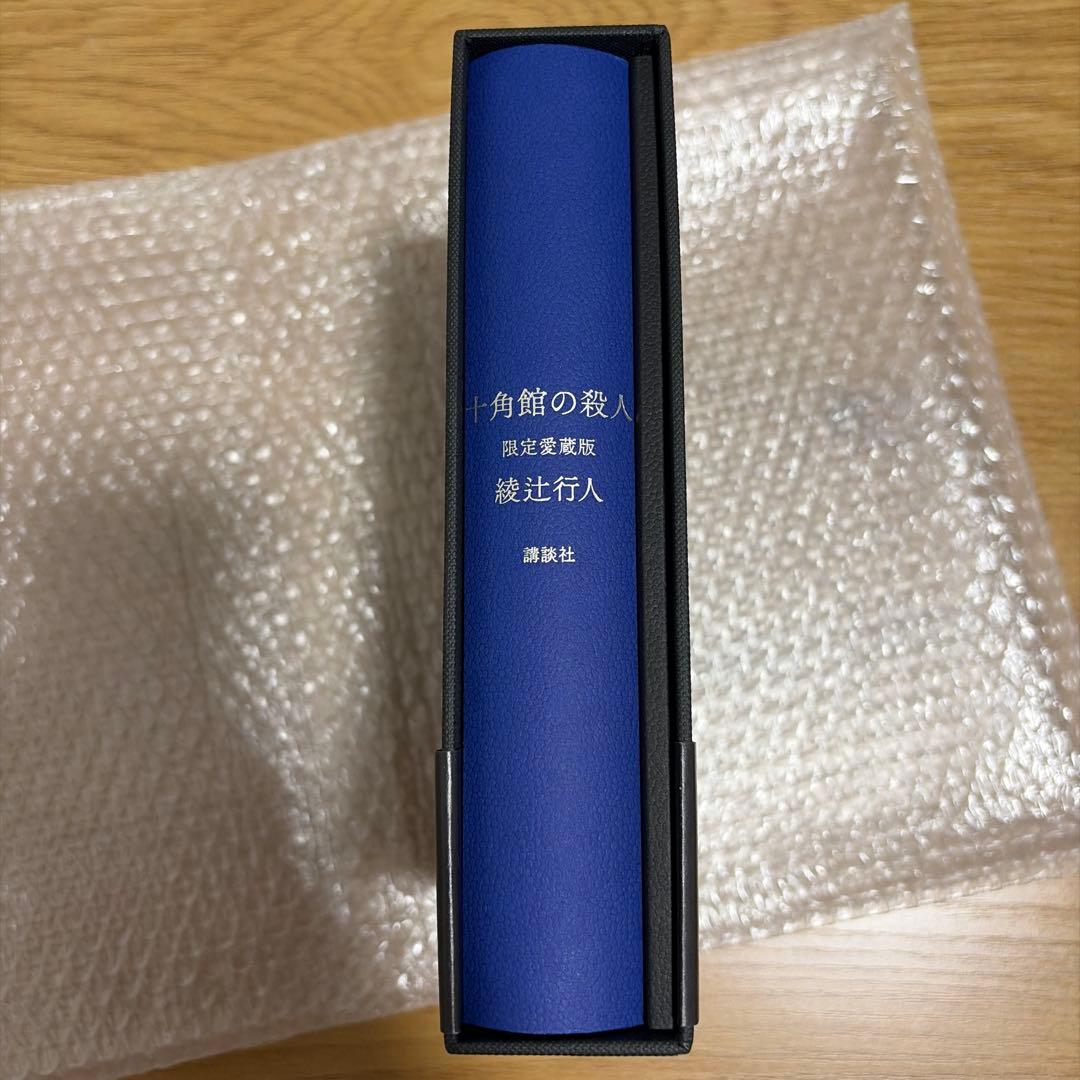 十角館の殺人
限定愛蔵版
綾辻行人
講談社